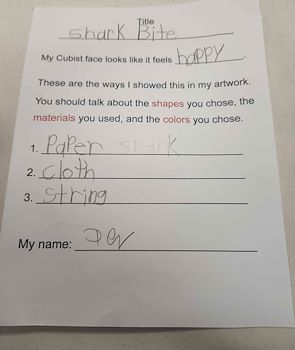 Title
shark Bite
My Cubist face looks like it feels happy.
These are the ways I showed this in my artwork.
You should talk about the shapes you chose, the
materials you used, and the colors you chose.
1. Paper shark
2. cloth
3. string
My name: